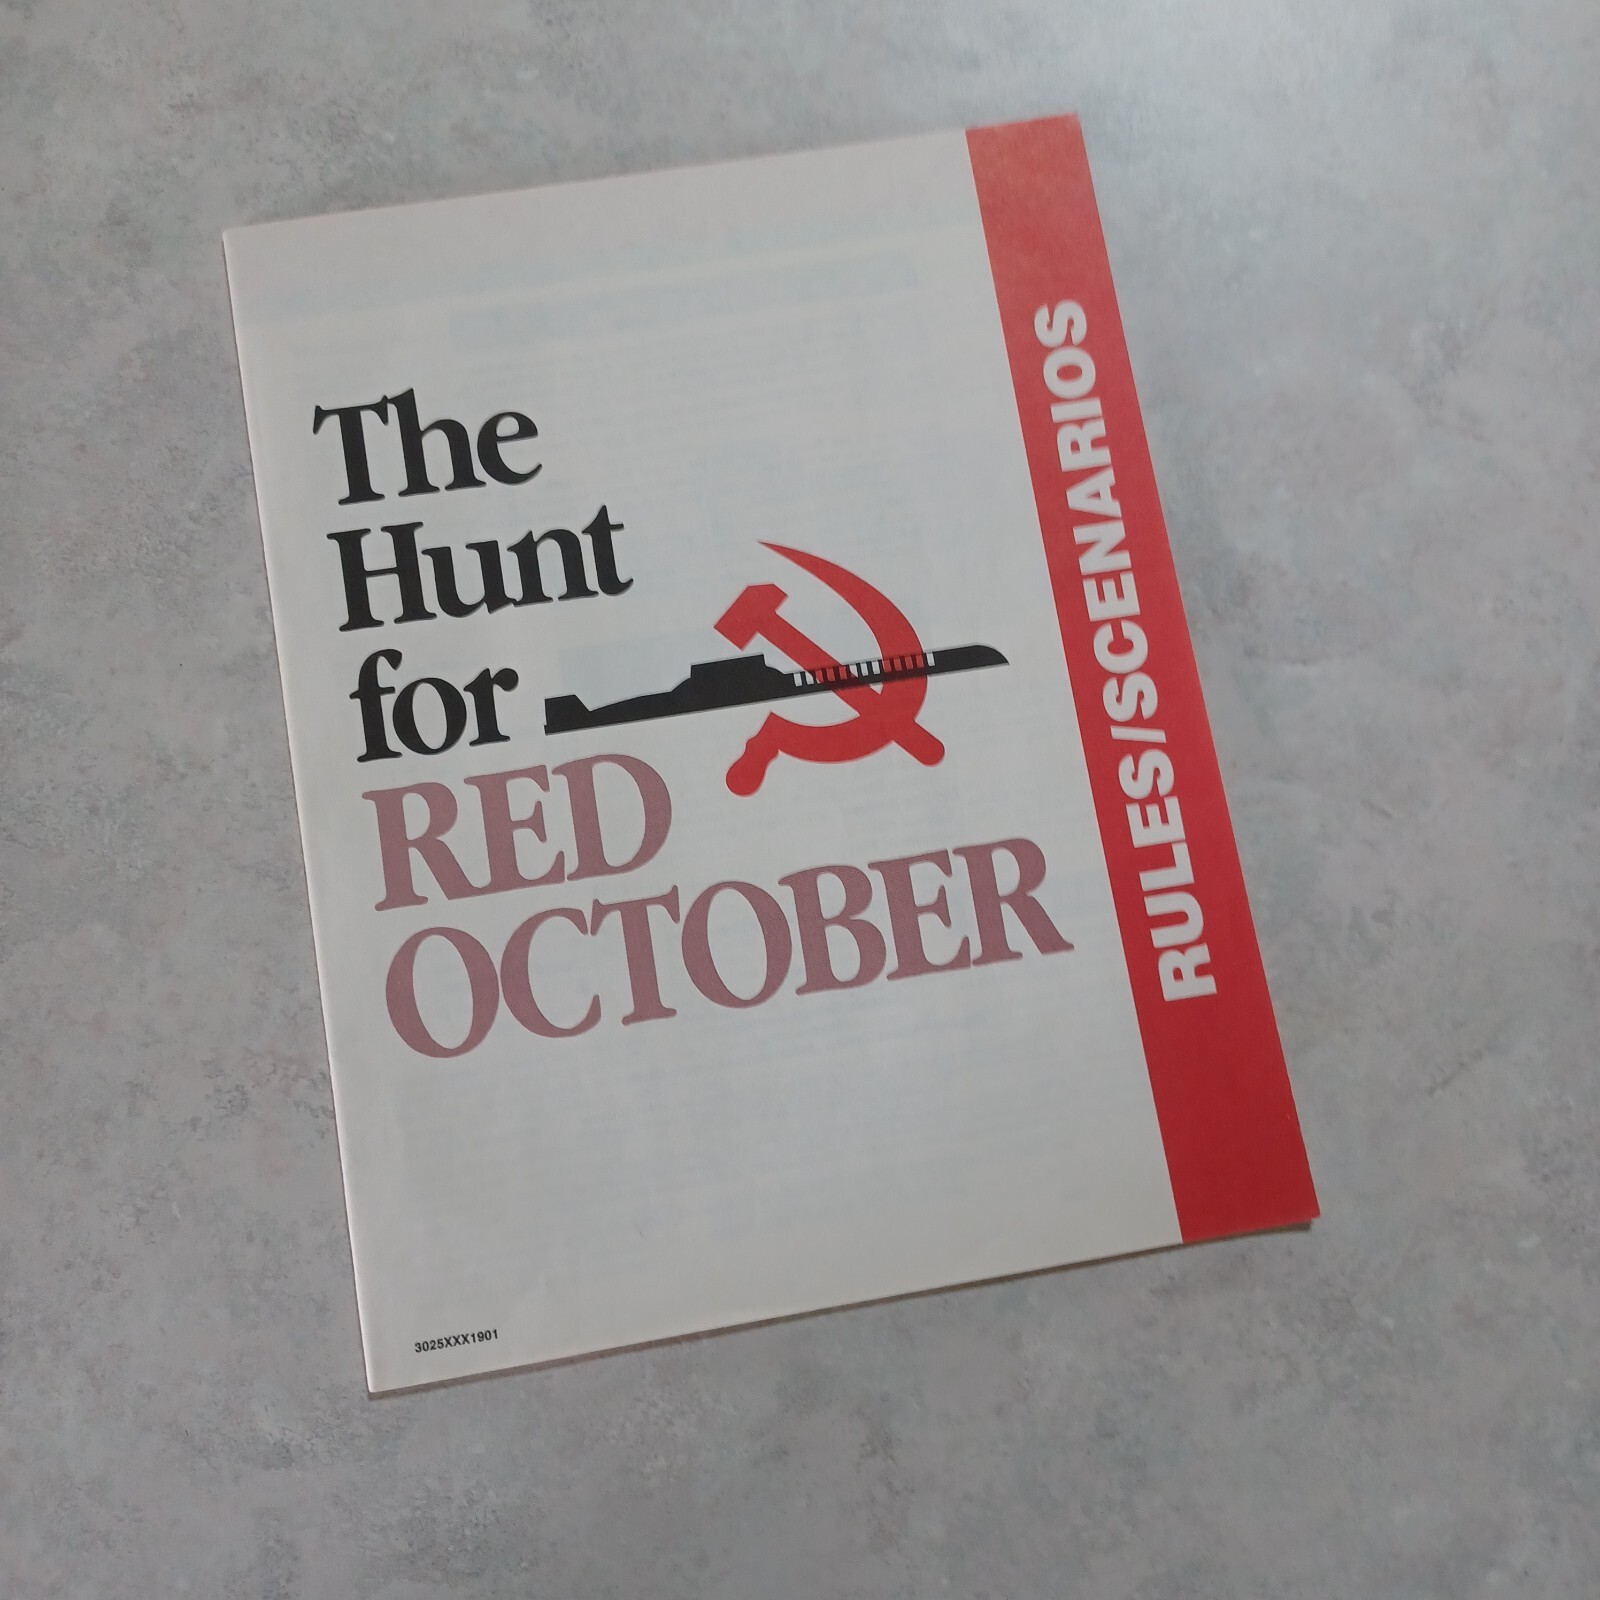 The
Hunt
for
RED
OCTOBER
RULES/SCENARIOS
3025XXX1901